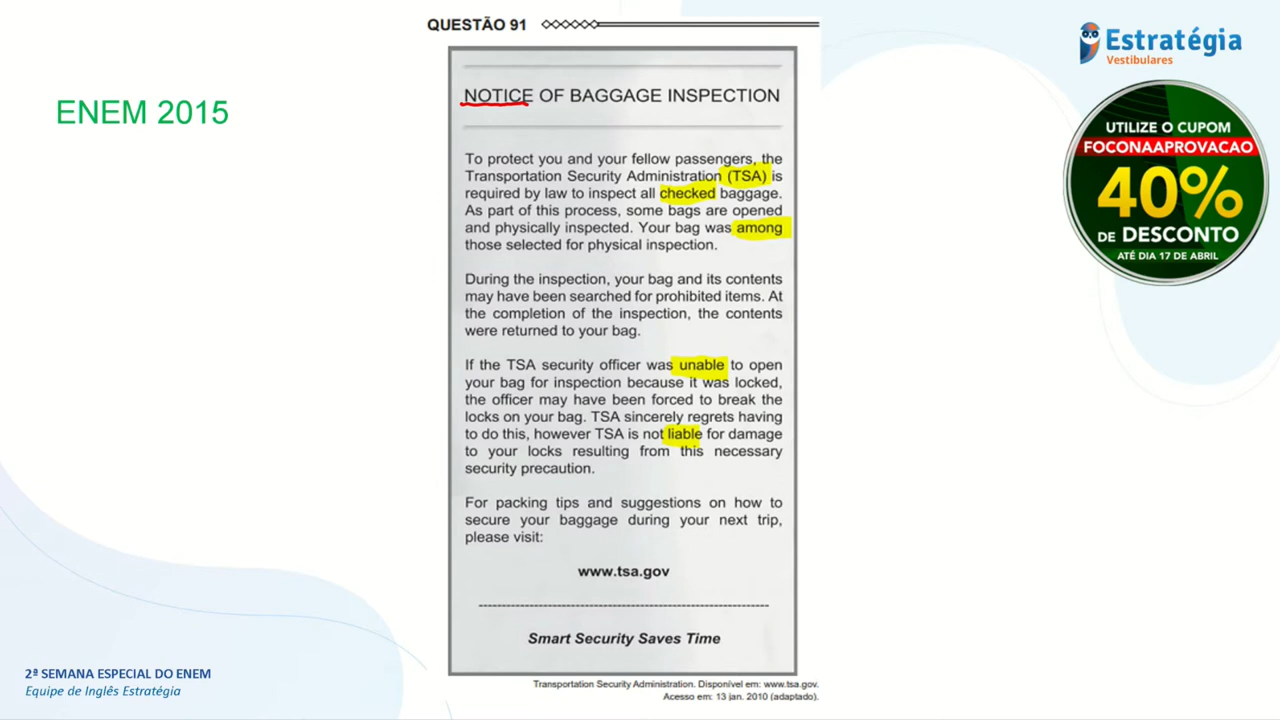 QUESTÃO 91
ENEM 2015
NOTICE OF BAGGAGE INSPECTION
To protect you and your fellow passengers, the
Transportation Security Administration (TSA) is
required by law to inspect all checked baggage.
As part of this process, some bags are opened
and physically inspected. Your bag was among
those selected for physical inspection.
During the inspection, your bag and its contents
may have been searched for prohibited items. At
the completion of the inspection, the contents
were returned to your bag.
If the TSA security officer was unable to open
your bag for inspection because it was locked,
the officer may have been forced to break the
locks on your bag. TSA sincerely regrets having
to do this, however TSA is not liable for damage
to your locks resulting from this necessary
security precaution.
For packing tips and suggestions on how to
secure your baggage during your next trip,
please visit:
www.tsa.gov
Smart Security Saves Time
Transportation Security Administration. Disponível em: www.tsa.gov.
Acesso em: 13 jan. 2010 (adaptado).
Estratégia
Vestibulares
UTILIZE O CUPOM
FOCONAAPROVACAO
40%
DE DESCONTO
ATÉ DIA 17 DE ABRIL
2ª SEMANA ESPECIAL DO ENEM
Equipe de Inglês Estratégia